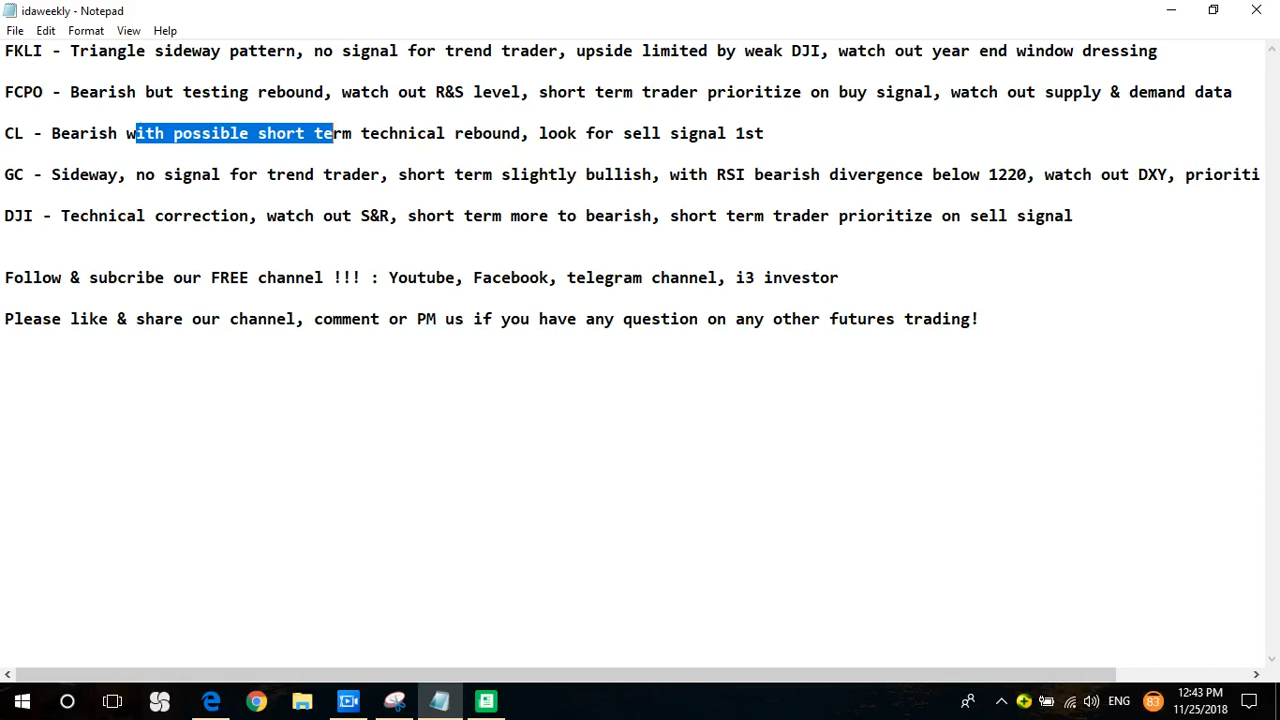 idaweekly - Notepad
File Edit Format View Help
FKLI - Triangle sideway pattern, no signal for trend trader, upside limited by weak DJI, watch out year end window dressing
FCPO - Bearish but testing rebound, watch out R&S level, short term trader prioritize on buy signal, watch out supply & demand data
CL - Bearish with possible short term technical rebound, look for sell signal 1st
GC - Sideway, no signal for trend trader, short term slightly bullish, with RSI bearish divergence below 1220, watch out DXY, prioriti
DJI - Technical correction, watch out S&R, short term more to bearish, short term trader prioritize on sell signal
Follow & subcribe our FREE channel !!! : Youtube, Facebook, telegram channel, i3 investor
Please like & share our channel, comment or PM us if you have any question on any other futures trading!
83 ENG 12:43 PM
11/25/2018